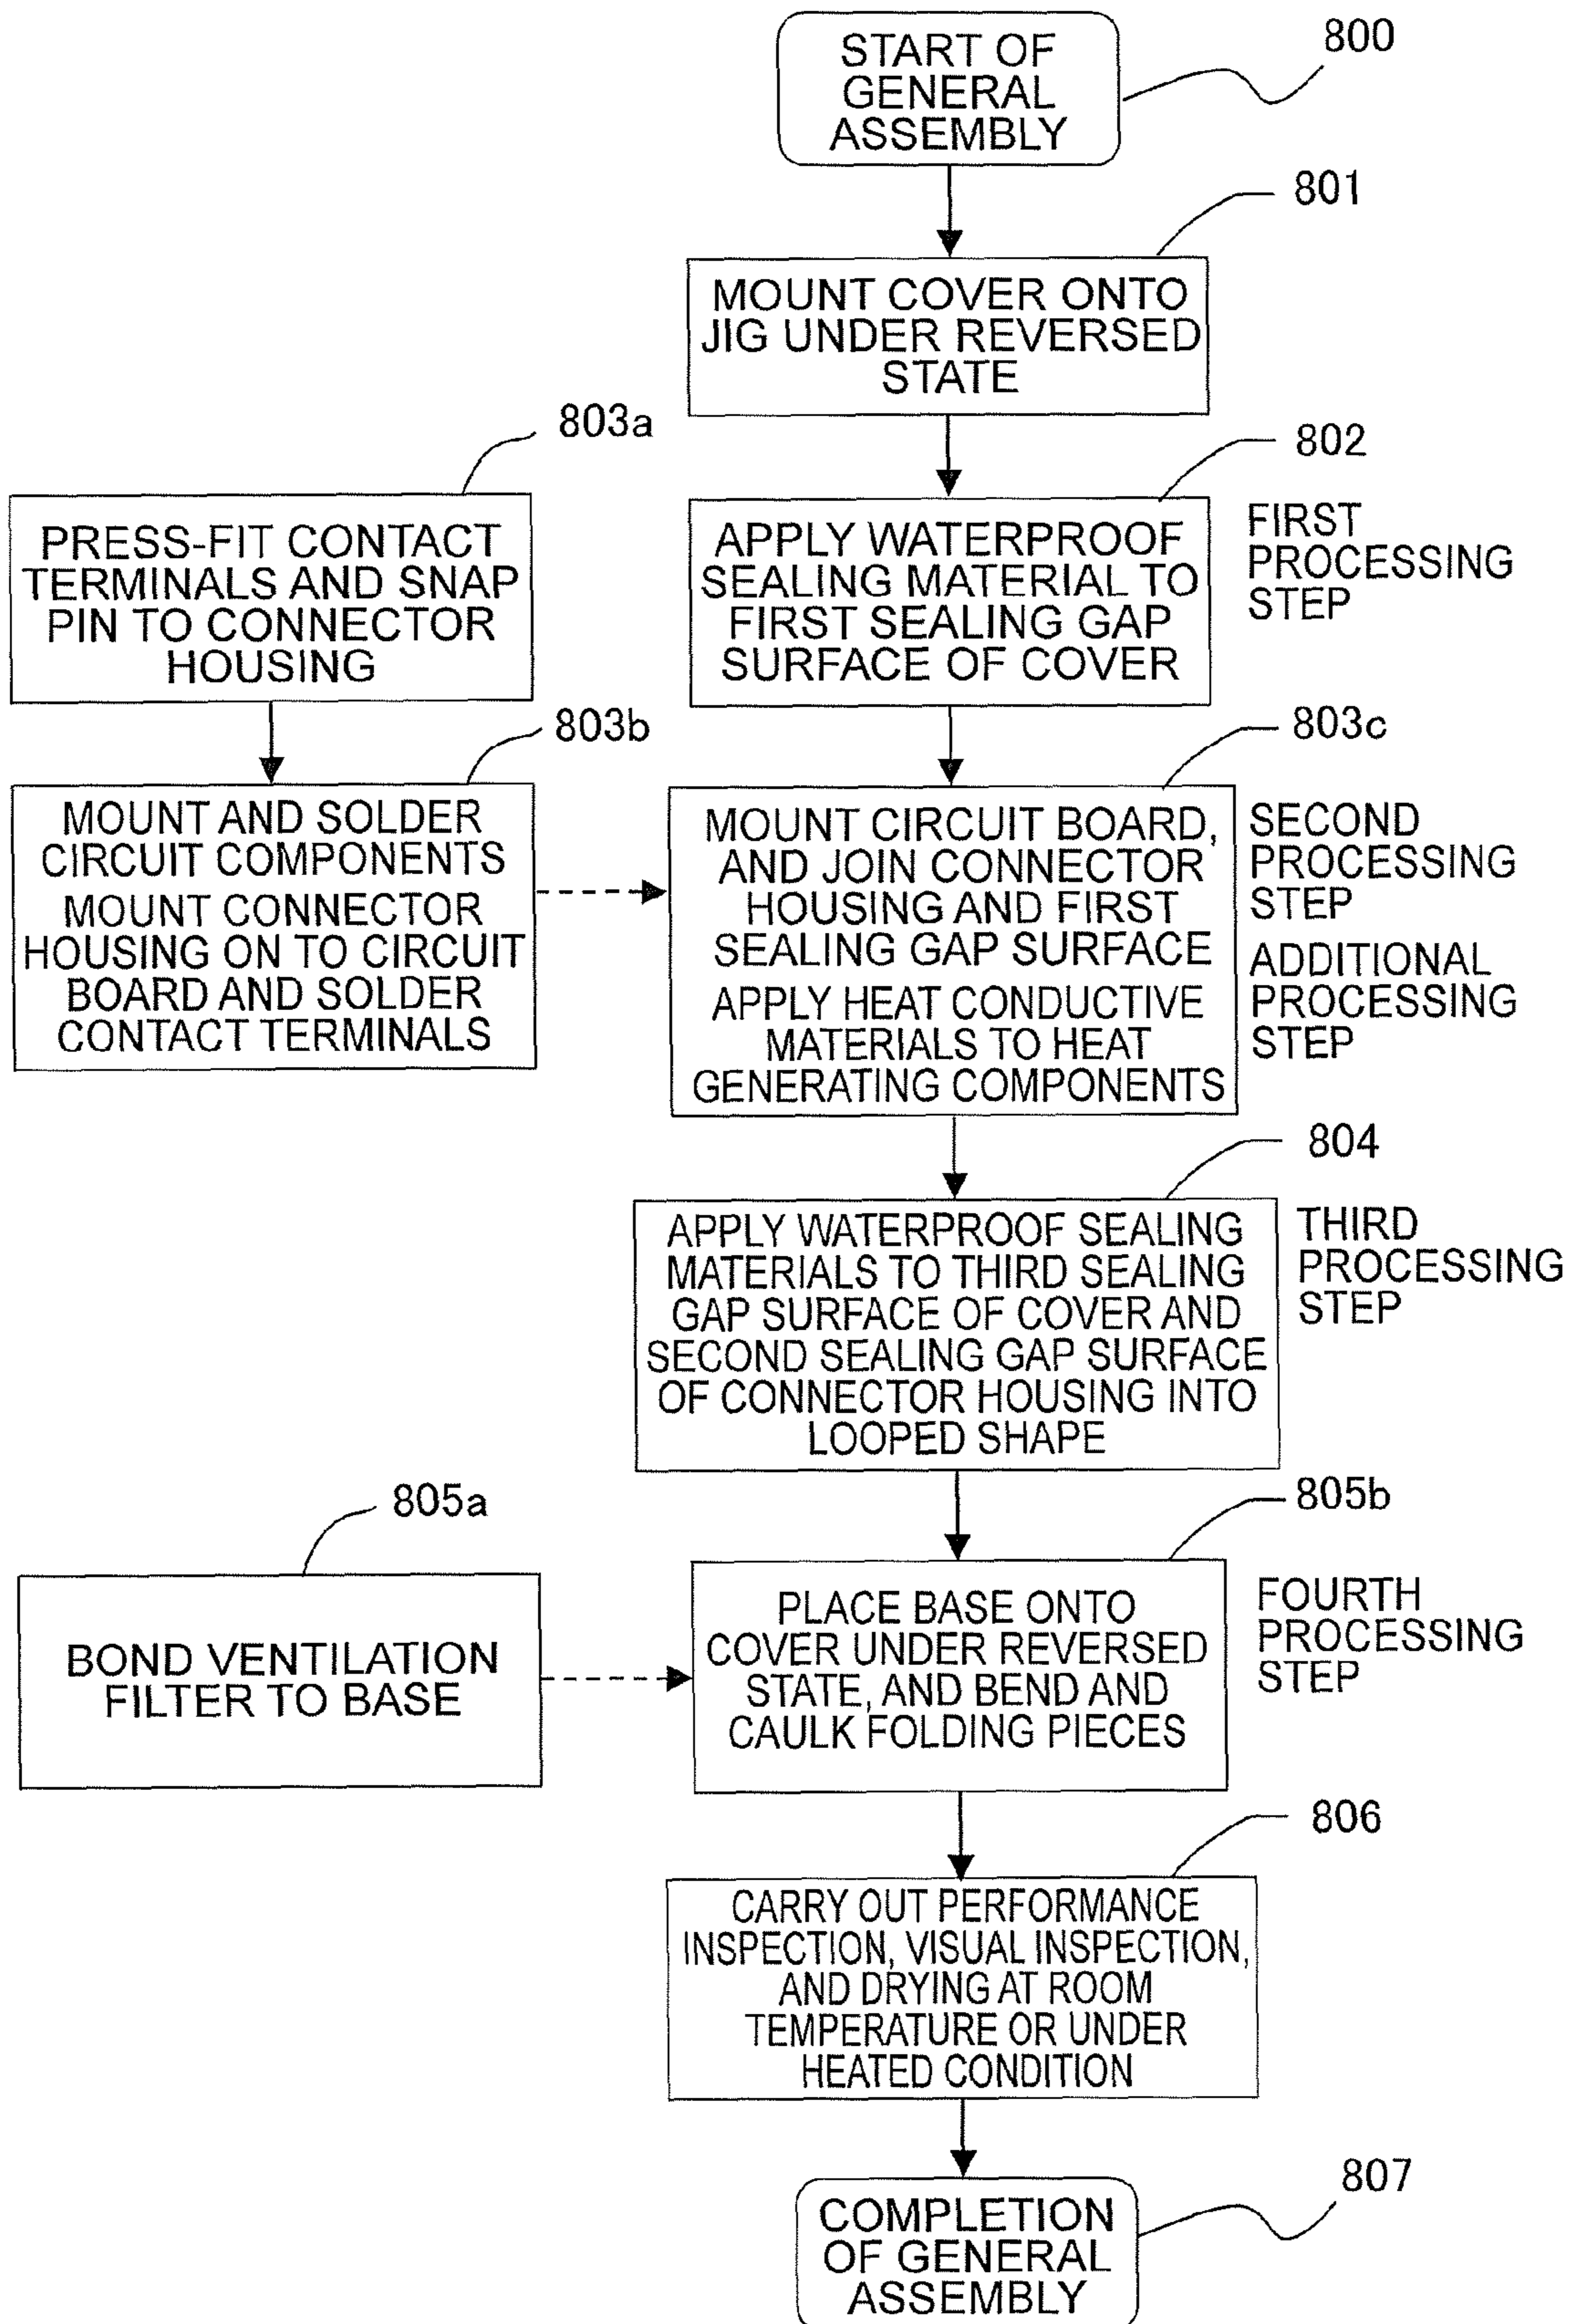 START OF
GENERAL
ASSEMBLY
800
801
MOUNT COVER ONTO
JIG UNDER REVERSED
STATE
803a
PRESS-FIT CONTACT
TERMINALS AND SNAP
PIN TO CONNECTOR
HOUSING
802
APPLY WATERPROOF
SEALING MATERIAL TO
FIRST SEALING GAP
SURFACE OF COVER
FIRST
PROCESSING
STEP
803b
MOUNT AND SOLDER
CIRCUIT COMPONENTS
MOUNT CONNECTOR
HOUSING ON TO CIRCUIT
BOARD AND SOLDER
CONTACT TERMINALS
803c
MOUNT CIRCUIT BOARD,
AND JOIN CONNECTOR
HOUSING AND FIRST
SEALING GAP SURFACE
APPLY HEAT CONDUCTIVE
MATERIALS TO HEAT
GENERATING COMPONENTS
SECOND
PROCESSING
STEP
ADDITIONAL
PROCESSING
STEP
804
APPLY WATERPROOF SEALING
MATERIALS TO THIRD SEALING
GAP SURFACE OF COVER AND
SECOND SEALING GAP SURFACE
OF CONNECTOR HOUSING INTO
LOOPED SHAPE
THIRD
PROCESSING
STEP
805a
BOND VENTILATION
FILTER TO BASE
805b
PLACE BASE ONTO
COVER UNDER REVERSED
STATE, AND BEND AND
CAULK FOLDING PIECES
FOURTH
PROCESSING
STEP
806
CARRY OUT PERFORMANCE
INSPECTION, VISUAL INSPECTION,
AND DRYING AT ROOM
TEMPERATURE OR UNDER
HEATED CONDITION
807
COMPLETION
OF GENERAL
ASSEMBLY